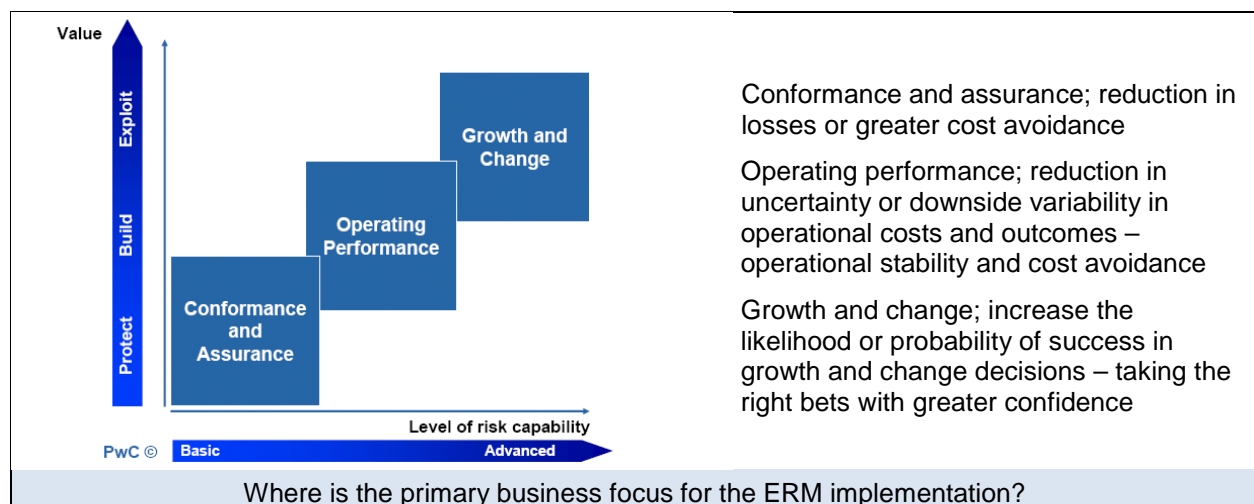 Value
Exploit
Build
Protect
Growth and
Change
Operating
Performance
Conformance
and
Assurance
Level of risk capability
PwC ©
Basic
Advanced
Conformance and assurance; reduction in
losses or greater cost avoidance
Operating performance; reduction in
uncertainty or downside variability in
operational costs and outcomes –
operational stability and cost avoidance
Growth and change; increase the
likelihood or probability of success in
growth and change decisions – taking the
right bets with greater confidence
Where is the primary business focus for the ERM implementation?